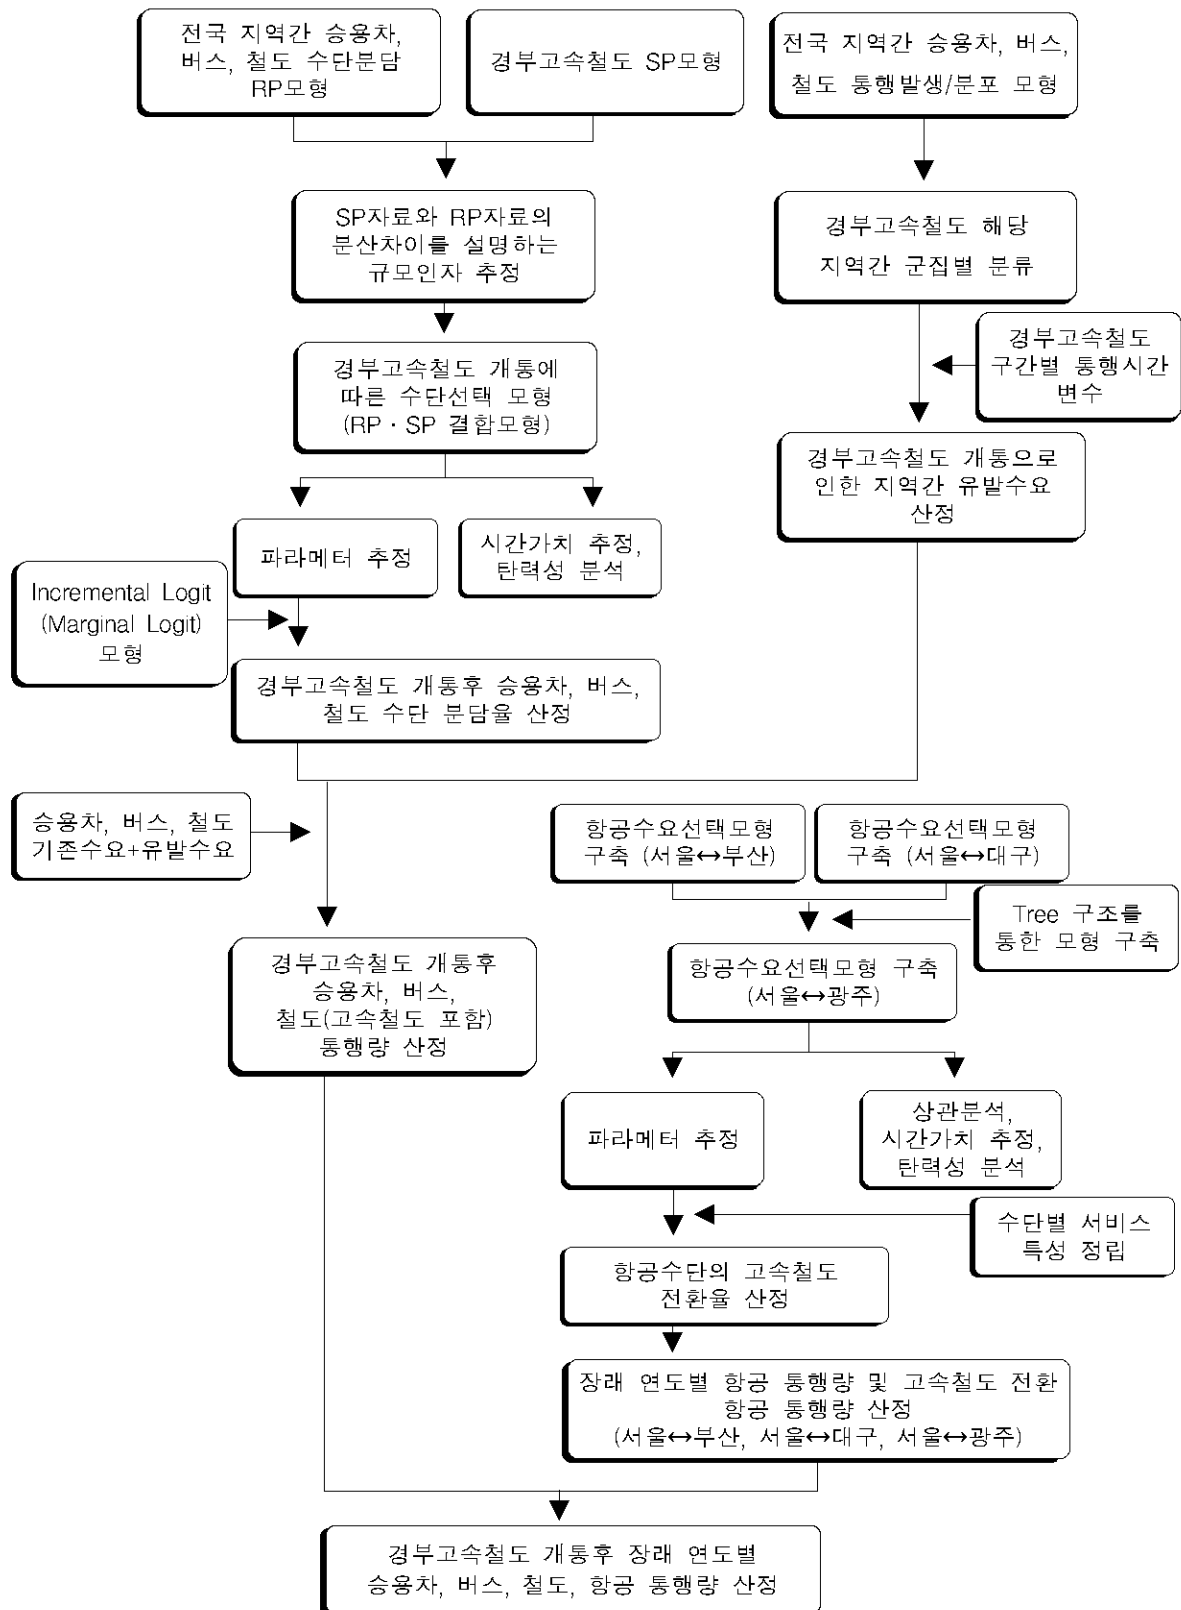 전국 지역간 승용차,
버스, 철도 수단분담
RP모형
경부고속철도 SP모형
전국 지역간 승용차, 버스,
철도 통행발생/분포 모형
SP자료와 RP자료의
분산차이를 설명하는
규모인자 추정
경부고속철도 해당
지역간 군집별 분류
경부고속철도
구간별 통행시간
변수
경부고속철도 개통에
따른 수단선택 모형
(RP · SP 결합모형)
경부고속철도 개통으로
인한 지역간 유발수요
산정
파라메터 추정
시간가치 추정,
탄력성 분석
Incremental Logit
(Marginal Logit)
모형
경부고속철도 개통후 승용차, 버스,
철도 수단 분담율 산정
승용차, 버스, 철도
기존수요+유발수요
항공수요선택모형
구축 (서울↔부산)
항공수요선택모형
구축 (서울↔대구)
Tree 구조를
통한 모형 구축
경부고속철도 개통후
승용차, 버스,
철도(고속철도 포함)
통행량 산정
항공수요선택모형 구축
(서울↔광주)
파라메터 추정
상관분석,
시간가치 추정,
탄력성 분석
수단별 서비스
특성 정립
항공수단의 고속철도
전환율 산정
장래 연도별 항공 통행량 및 고속철도 전환
항공 통행량 산정
(서울↔부산, 서울↔대구, 서울↔광주)
경부고속철도 개통후 장래 연도별
승용차, 버스, 철도, 항공 통행량 산정